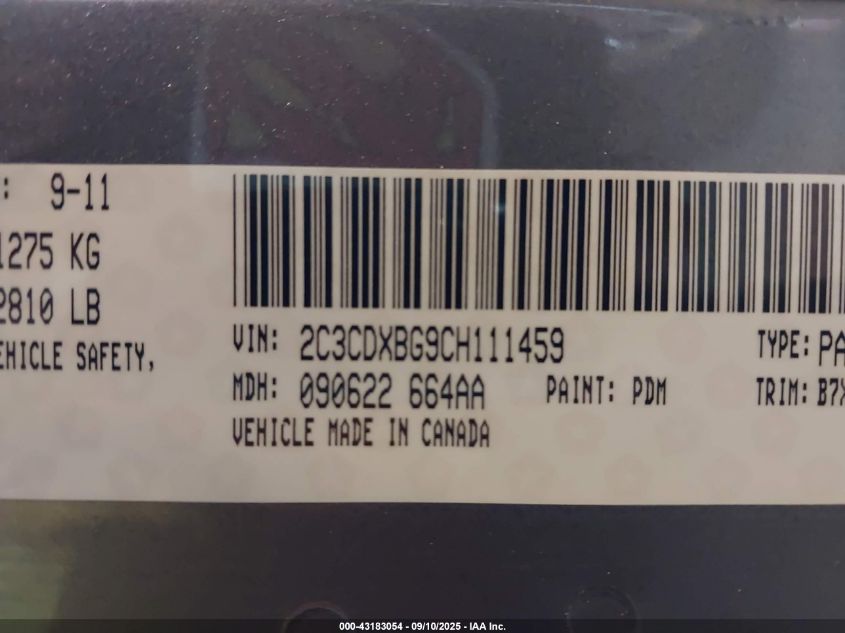 : 9-11
1275 KG
2810 LB
EHICLE SAFETY,
VIN: 2C3CDXBG9CH111459
TYPE: PA
MDH: 090622 664AA
PAINT: PDM
TRIM: B7X
VEHICLE MADE IN CANADA
000-43183054 - 09/10/2025 - IAA Inc.